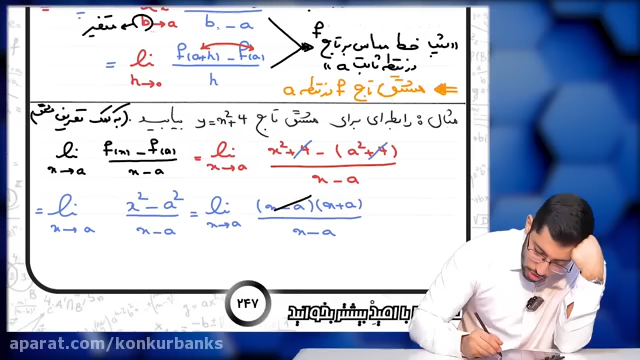 lim b→a b - a متغیر
= lim h→0 f(a+h) - f(a) / h
«شیب خط مماس بر تابع f
در نقطه ثابت a»
⇐ مشتق تابع f در نقطه a
مثال: رابطه‌ای برای مشتق تابع y=x²+4 بیابید. (به کمک تعریف مشتق)
lim x→a f(x) - f(a) / x - a = lim x→a x²+4 - (a²+4) / x - a
= lim x→a x² - a² / x - a = lim x→a (x-a)(x+a) / x - a
۲۴۷
با امید بیشتر بخوانید
aparat.com/konkurbanks